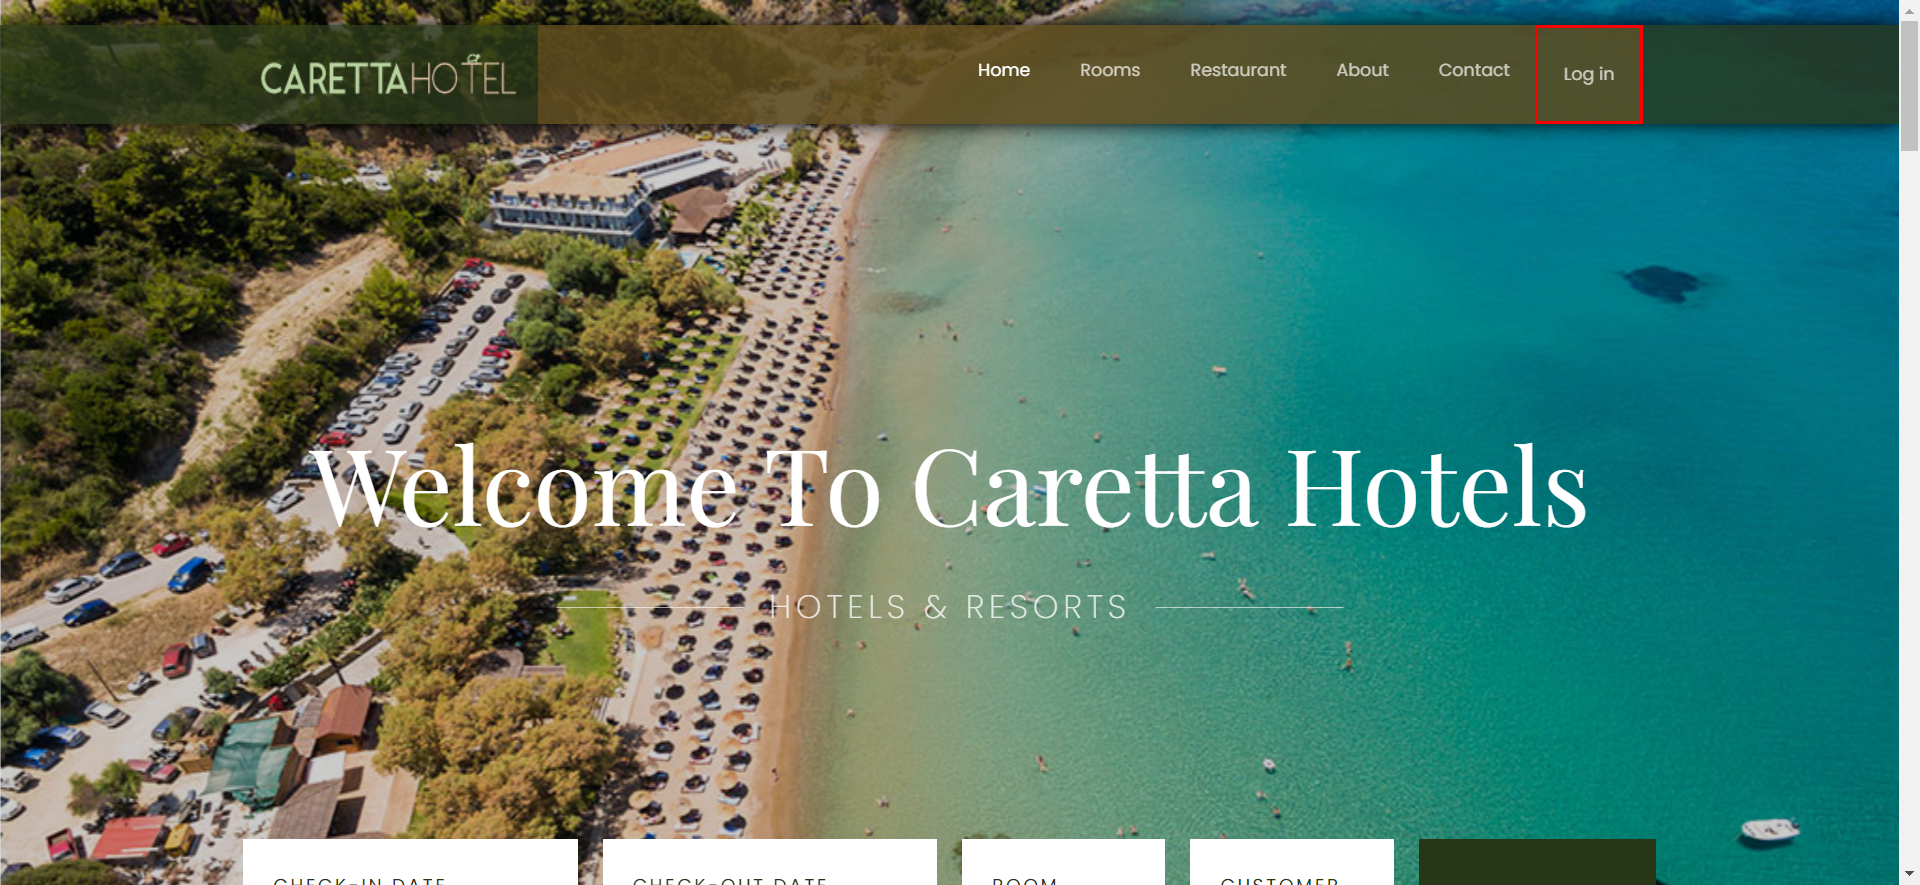 CARETTAHOTEL
Home Rooms Restaurant About Contact Log in
Welcome To Caretta Hotels
HOTELS & RESORTS
CHECK-IN DATE CHECK-OUT DATE ROOM CUSTOMER